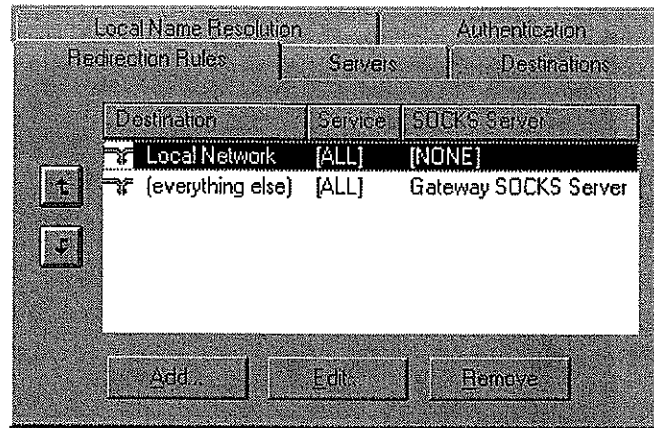 Local Name Resolution Authentication
Redirection Rules Servers Destinations
Destination Service SOCKS Server
Local Network [ALL] [NONE]
(everything else) [ALL] Gateway SOCKS Server
Add... Edit... Remove